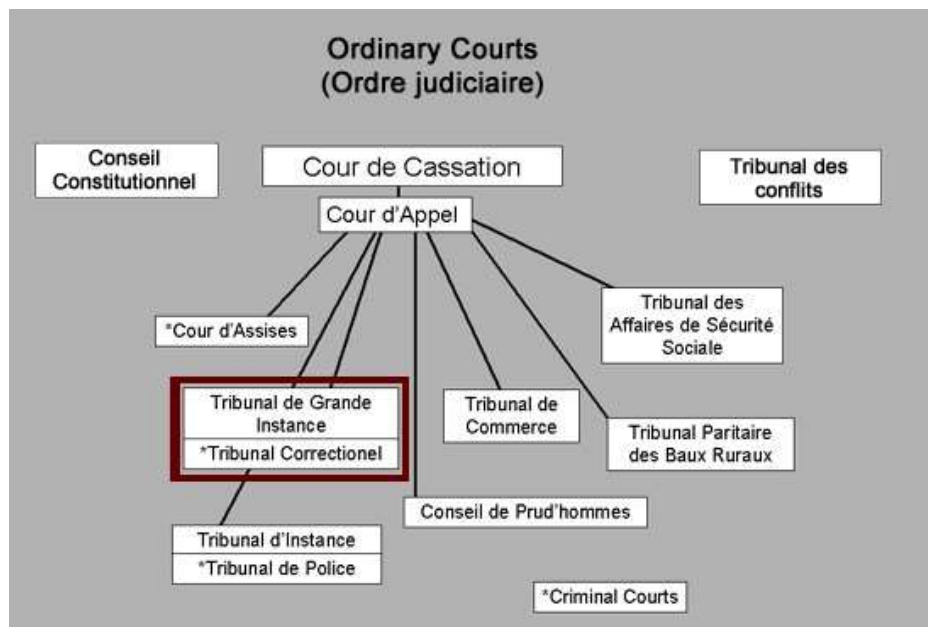 Ordinary Courts
(Ordre judiciaire)
Conseil
Constitutionnel
Cour de Cassation
Tribunal des
conflits
Cour d'Appel
*Cour d'Assises
Tribunal des
Affaires de Sécurité
Sociale
Tribunal de Grande
Instance
*Tribunal Correctionel
Tribunal de
Commerce
Tribunal Paritaire
des Baux Ruraux
Conseil de Prud'hommes
Tribunal d'Instance
*Tribunal de Police
*Criminal Courts